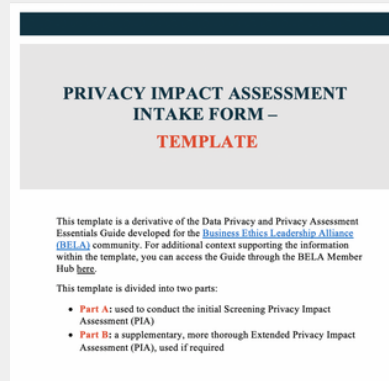 PRIVACY IMPACT ASSESSMENT
INTAKE FORM –
TEMPLATE
This template is a derivative of the Data Privacy and Privacy Assessment
Essentials Guide developed for the Business Ethics Leadership Alliance
(BELA) community. For additional context supporting the information
within the template, you can access the Guide through the BELA Member
Hub here.
This template is divided into two parts:
• Part A: used to conduct the initial Screening Privacy Impact
Assessment (PIA)
• Part B: a supplementary, more thorough Extended Privacy Impact
Assessment (PIA), used if required